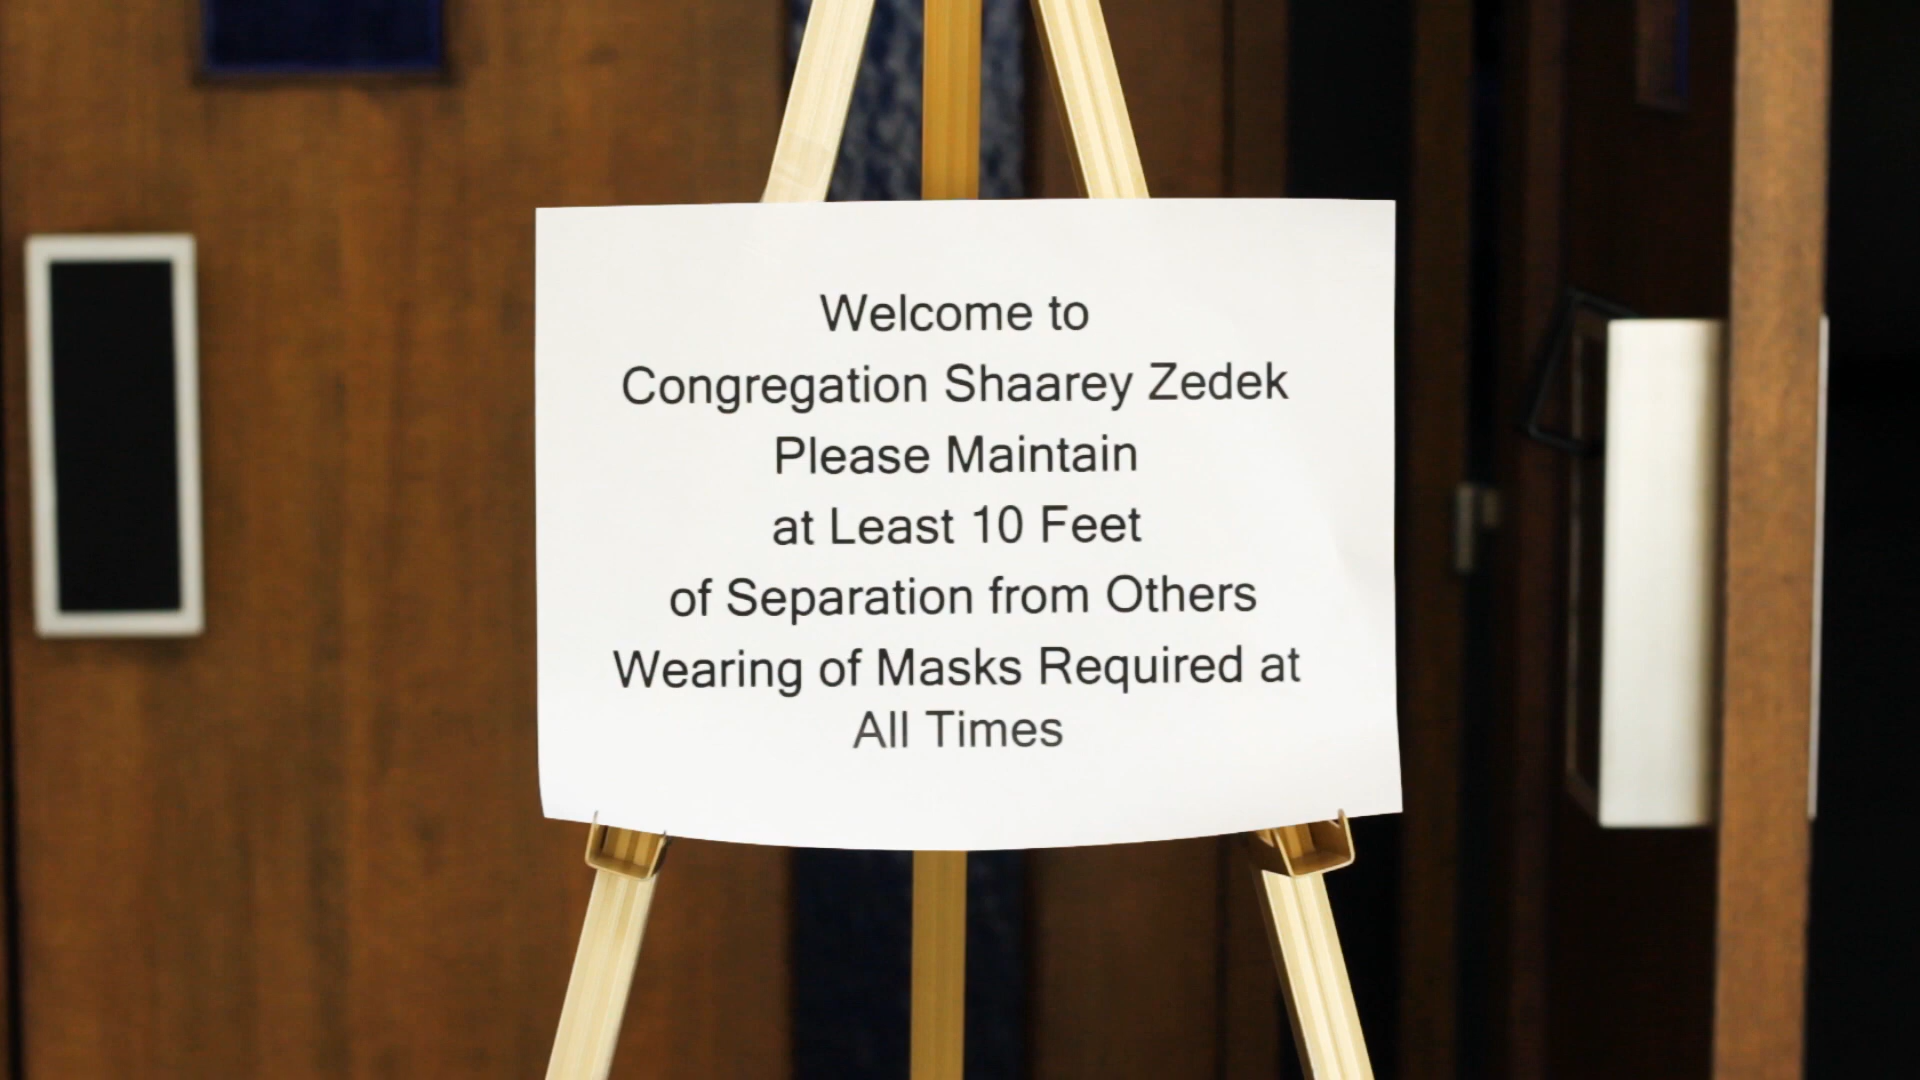 Welcome to
Congregation Shaarey Zedek
Please Maintain
at Least 10 Feet
of Separation from Others
Wearing of Masks Required at
All Times